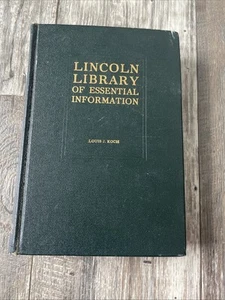 LINCOLN
LIBRARY
OF ESSENTIAL
INFORMATION
LOUIS J. KOCH